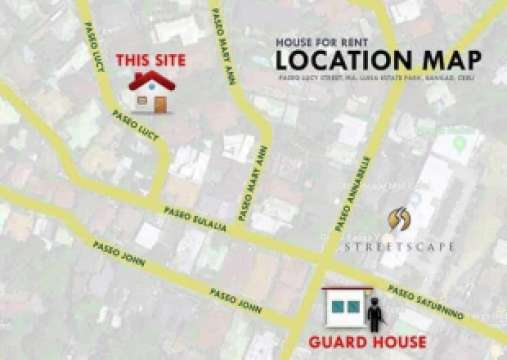 HOUSE FOR RENT
LOCATION MAP
PASEO LUCY STREET, MA. LUISA ESTATE PARK, BANILAD, CEBU
THIS SITE
PASEO LUCY
PASEO MARY ANN
PASEO LUCY
PASEO MARY ANN
PASEO ANNABELLE
PASEO EULALIA
STREETSCAPE
PASEO JOHN
PASEO JOHN
PASEO SATURNINO
GUARD HOUSE